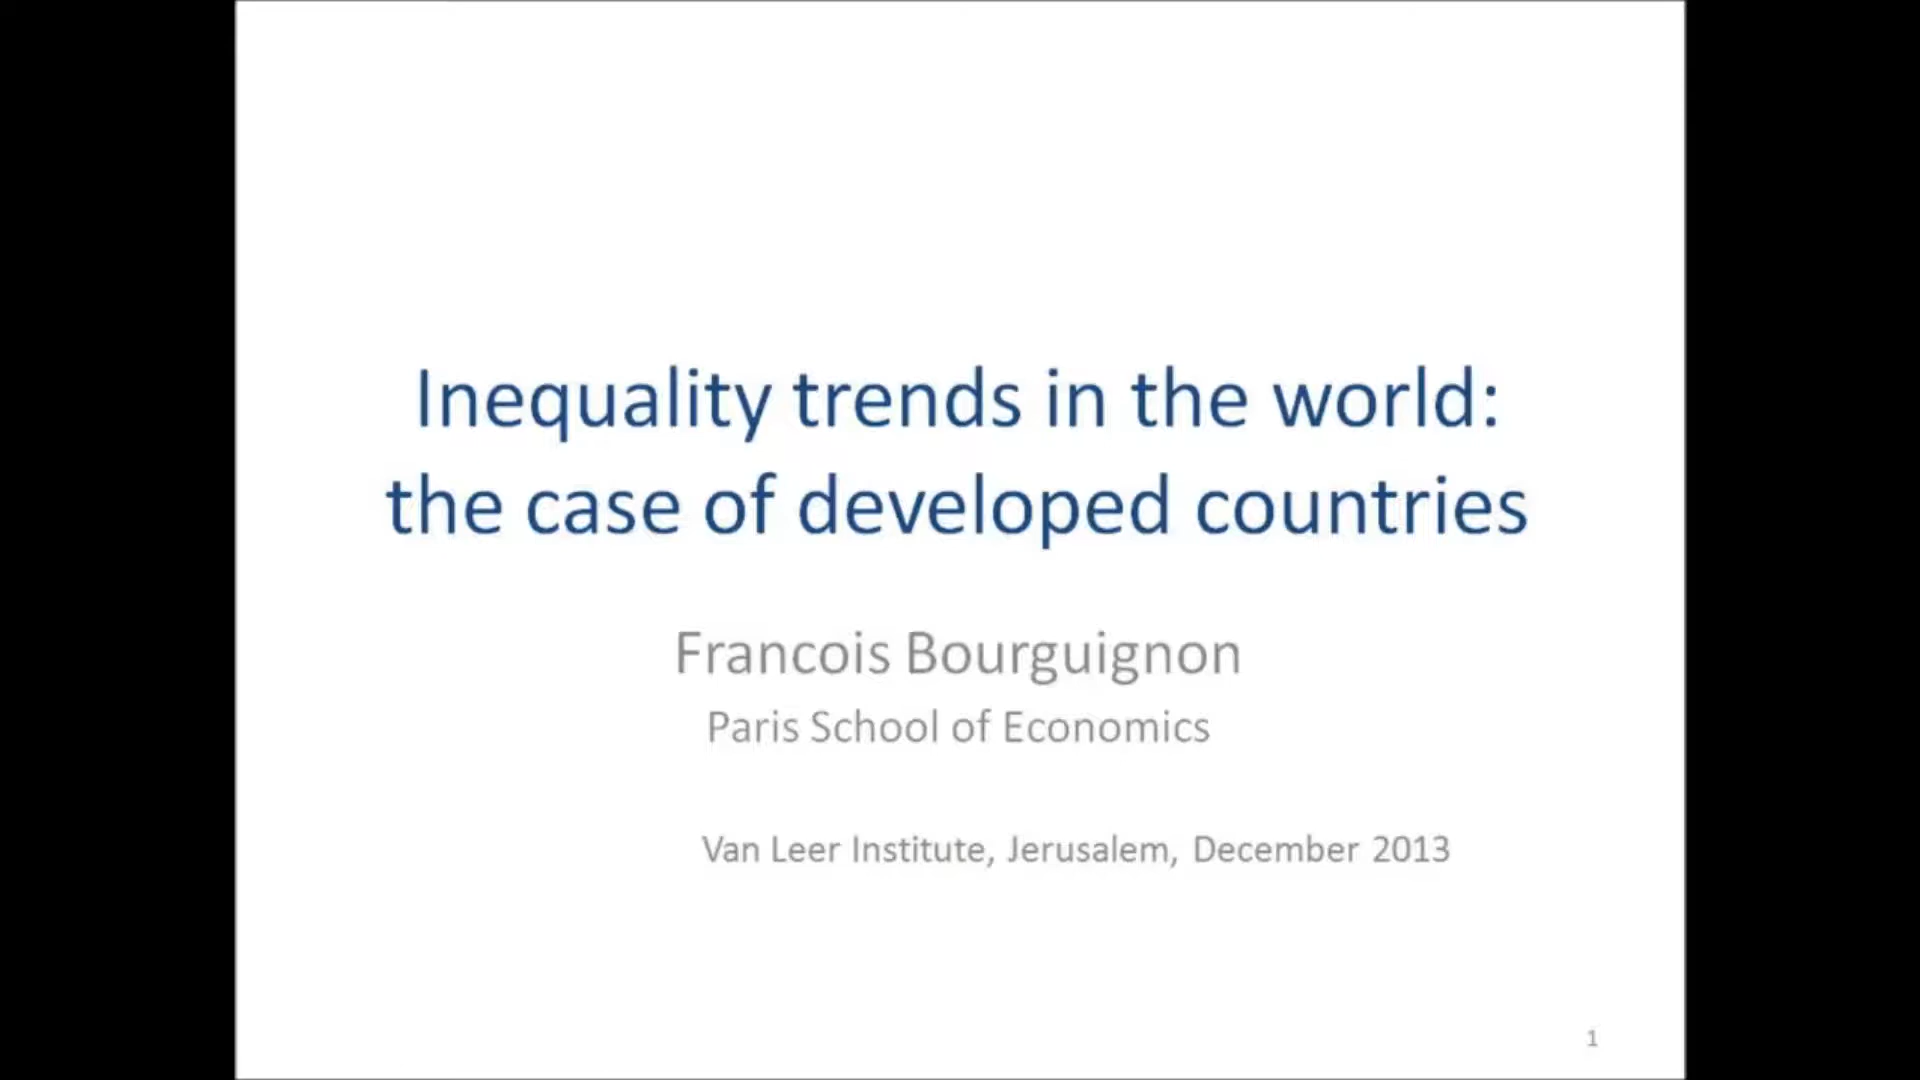 Inequality trends in the world:
the case of developed countries
Francois Bourguignon
Paris School of Economics
Van Leer Institute, Jerusalem, December 2013
1